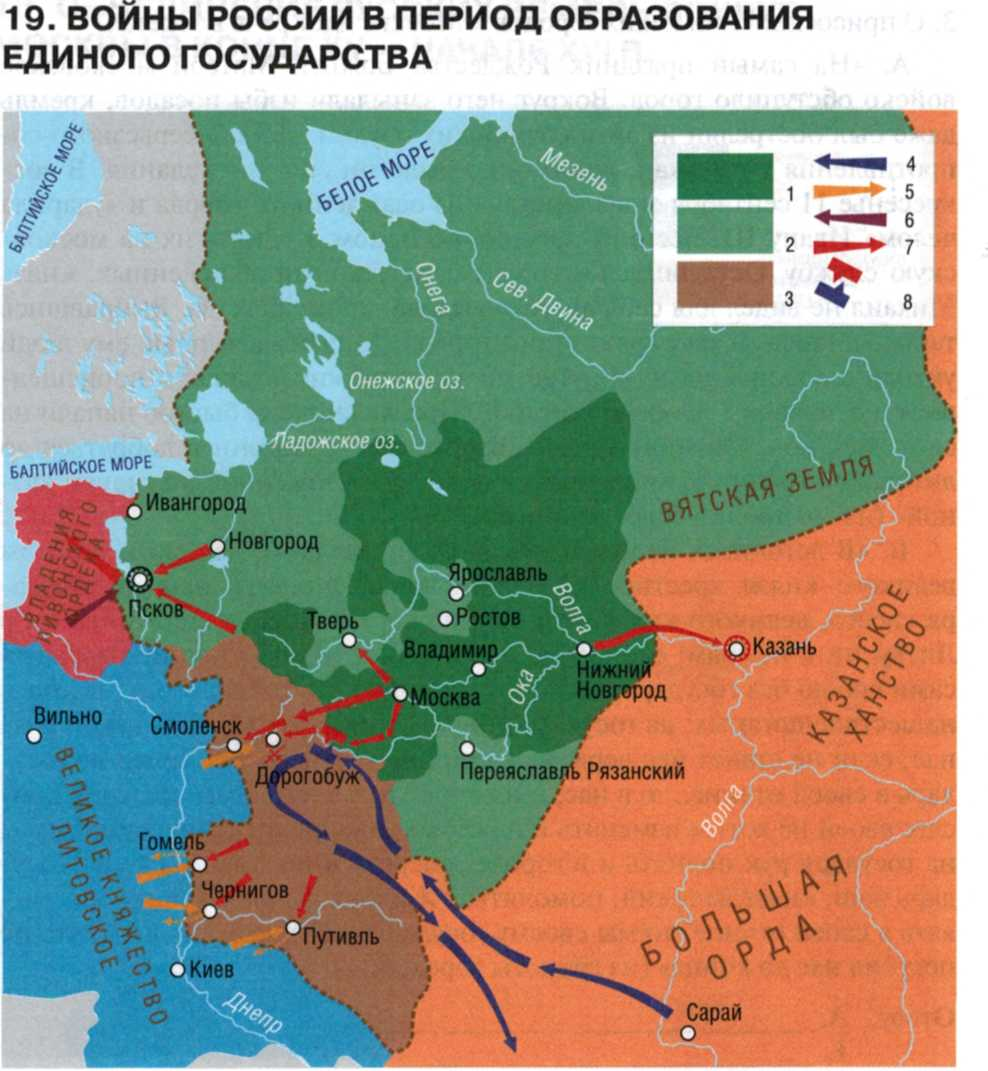 19. ВОЙНЫ РОССИИ В ПЕРИОД ОБРАЗОВАНИЯ
ЕДИНОГО ГОСУДАРСТВА
БАЛТИЙСКОЕ МОРЕ
БЕЛОЕ МОРЕ
Мезень
1
2
3
4
5
6
7
8
Онега
Сев. Двина
Онежское оз.
Ладожское оз.
БАЛТИЙСКОЕ МОРЕ
ВЯТСКАЯ ЗЕМЛЯ
Ивангород
Новгород
ВЛАДЕНИЯ
ЛИВОНСКОГО
ОРДЕНА
Псков
Ярославль
Ростов
Волга
Тверь
Владимир
Казань
Нижний
Новгород
Ока
Москва
КАЗАНСКОЕ
ХАНСТВО
Вильно
Смоленск
Дорогобуж
Переяславль Рязанский
Волга
ВЕЛИКОЕ КНЯЖЕСТВО
ЛИТОВСКОЕ
Гомель
Чернигов
Путивль
БОЛЬШАЯ
ОРДА
Киев
Днепр
Сарай